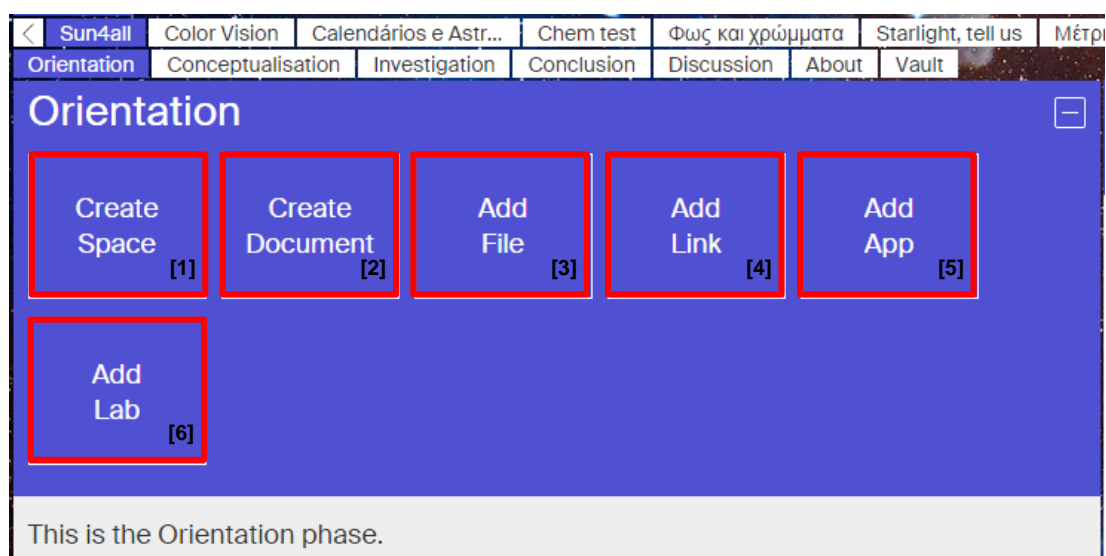 < Sun4all Color Vision Calendários e Astr... Chem test Φως και χρώμματα Starlight, tell us
Orientation Conceptualisation Investigation Conclusion Discussion About Vault
Orientation
Create Space [1]
Create Document [2]
Add File [3]
Add Link [4]
Add App [5]
Add Lab [6]
This is the Orientation phase.